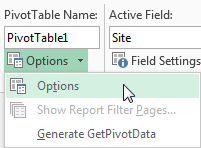 PivotTable Name: Active Field:
PivotTable1 Site
Options Field Settings
Options
Show Report Filter Pages...
Generate GetPivotData